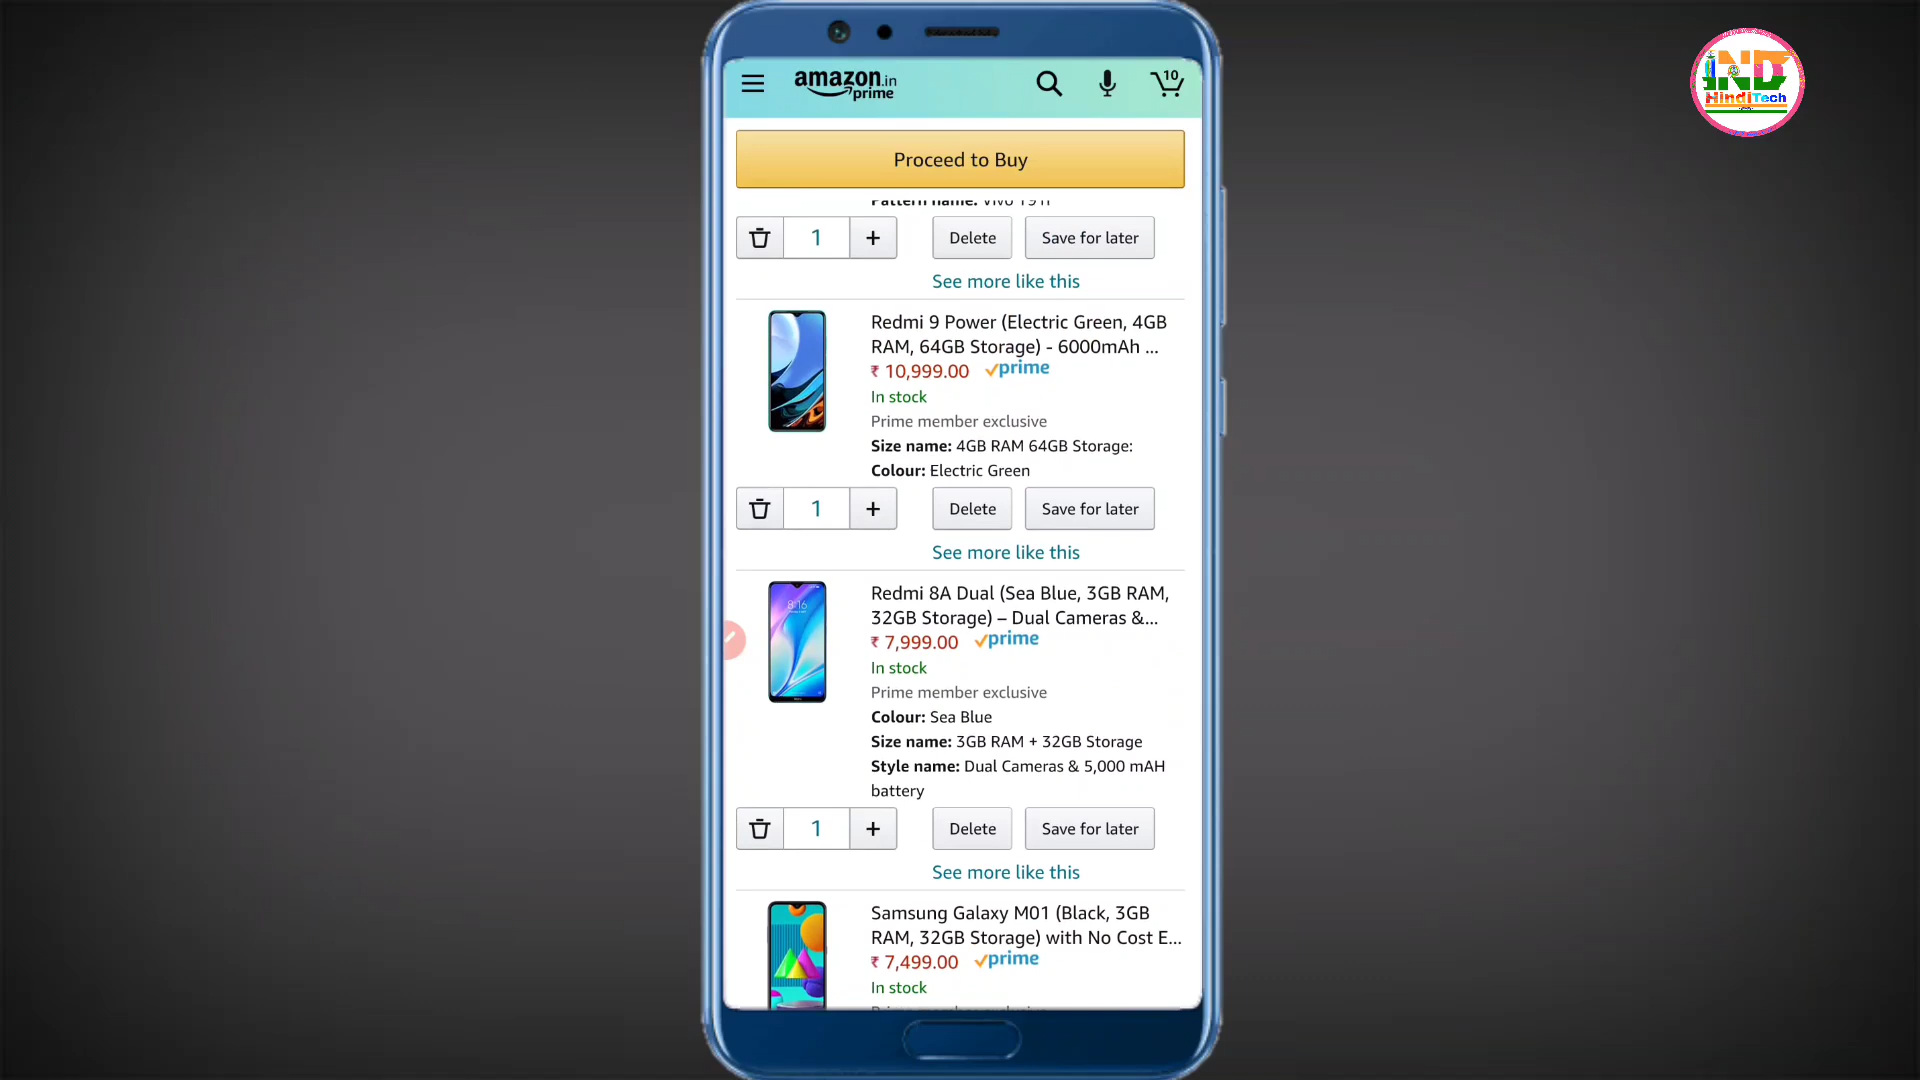 IND
HindiTech
amazon.in
prime
10
Proceed to Buy
Pattern name: Vivo
1
+
Delete
Save for later
See more like this
Redmi 9 Power (Electric Green, 4GB
RAM, 64GB Storage) - 6000mAh ...
₹ 10,999.00 prime
In stock
Prime member exclusive
Size name: 4GB RAM 64GB Storage:
Colour: Electric Green
1
+
Delete
Save for later
See more like this
8:16
Redmi 8A Dual (Sea Blue, 3GB RAM,
32GB Storage) – Dual Cameras &...
₹ 7,999.00 prime
In stock
Prime member exclusive
Colour: Sea Blue
Size name: 3GB RAM + 32GB Storage
Style name: Dual Cameras & 5,000 mAH
battery
1
+
Delete
Save for later
See more like this
Samsung Galaxy M01 (Black, 3GB
RAM, 32GB Storage) with No Cost E...
₹ 7,499.00 prime
In stock